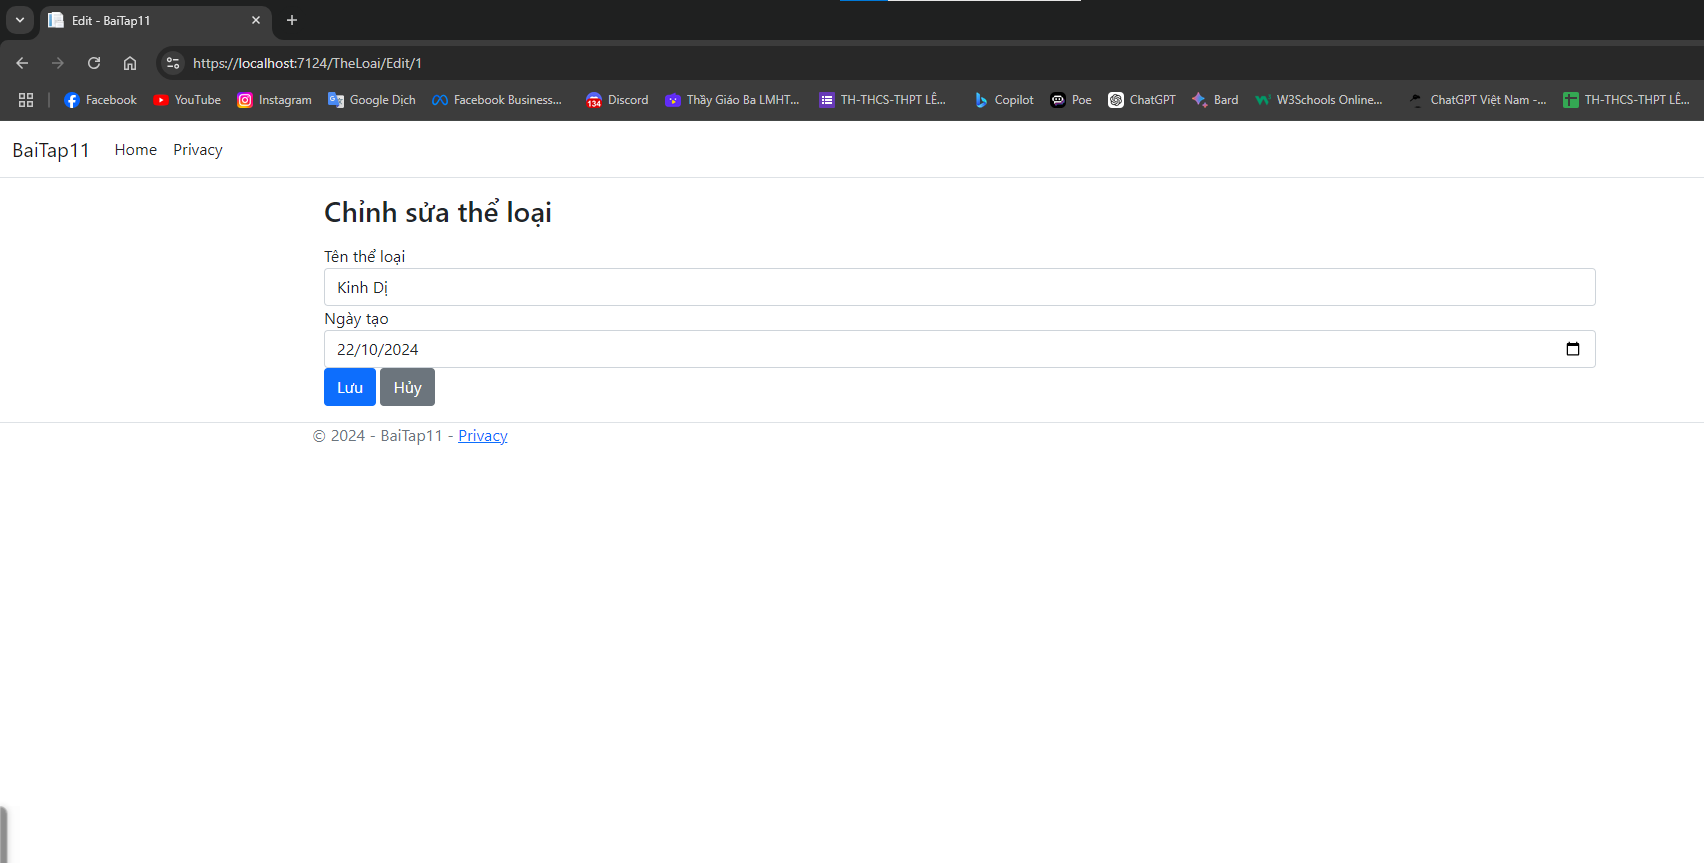 Edit - BaiTap11
https://localhost:7124/TheLoai/Edit/1
Facebook YouTube Instagram Google Dịch Facebook Business... 134 Discord Thầy Giáo Ba LMHT... TH-THCS-THPT LÊ... Copilot Poe ChatGPT Bard W3Schools Online... ChatGPT Việt Nam -... TH-THCS-THPT LÊ...
BaiTap11 Home Privacy
Chỉnh sửa thể loại
Tên thể loại
Kinh Dị
Ngày tạo
22/10/2024
Lưu Hủy
© 2024 - BaiTap11 - Privacy